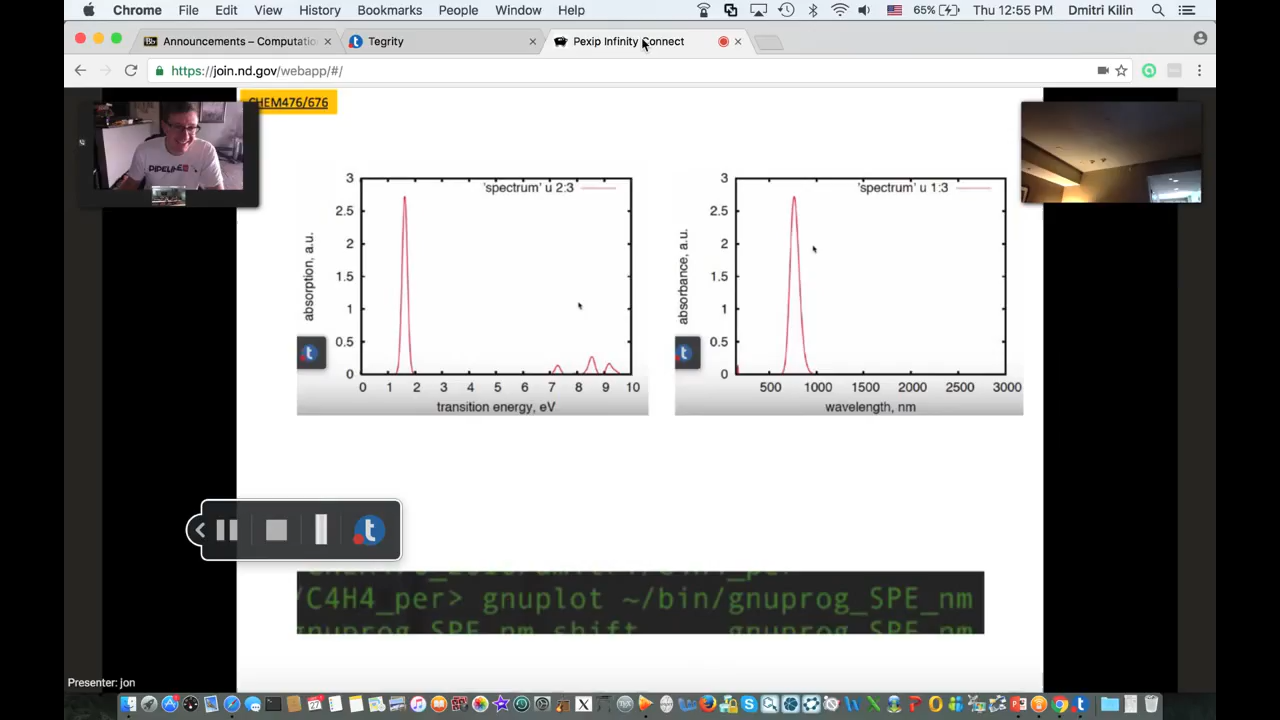 Chrome File Edit View History Bookmarks People Window Help 65% Thu 12:55 PM Dmitri Kilin
Bb Announcements – Computatio
t Tegrity
Pexip Infinity Connect
https://join.nd.gov/webapp/#/
CHEM476/676
PIPELINE
'spectrum' u 2:3
3
2.5
2
1.5
1
0.5
0
absorption, a.u.
0 1 2 3 4 5 6 7 8 9 10
transition energy, eV
'spectrum' u 1:3
3
2.5
2
1.5
1
0.5
0
absorbance, a.u.
500 1000 1500 2000 2500 3000
wavelength, nm
t
t
t
/C4H4_per> gnuplot ~/bin/gnuprog_SPE_nm
gnuprog_SPE_nm_shift gnuprog_SPE_nm
Presenter: jon